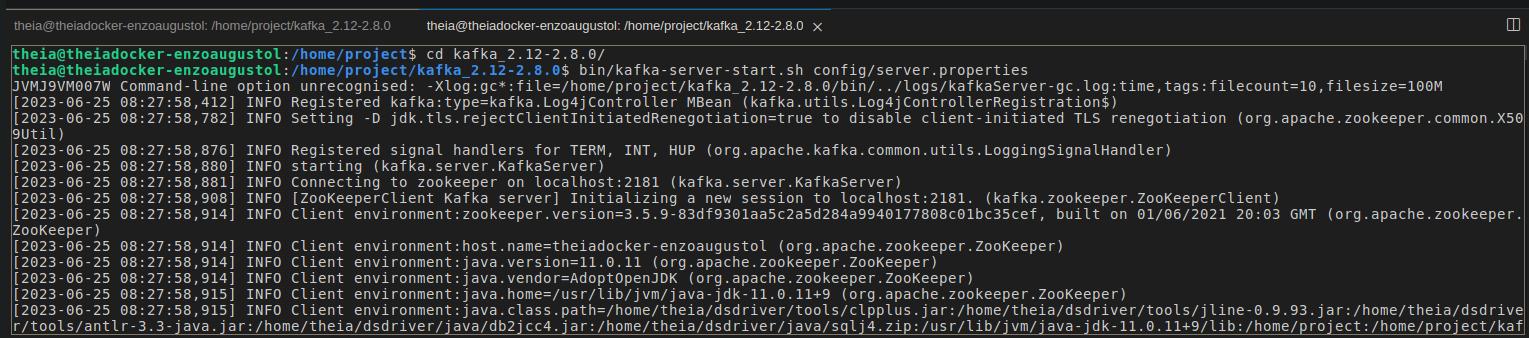 theia@theiadocker-enzoaugustol: /home/project/kafka_2.12-2.8.0
theia@theiadocker-enzoaugustol: /home/project/kafka_2.12-2.8.0
theia@theiadocker-enzoaugustol:/home/project$ cd kafka_2.12-2.8.0/
theia@theiadocker-enzoaugustol:/home/project/kafka_2.12-2.8.0$ bin/kafka-server-start.sh config/server.properties
JVMJ9VM007W Command-line option unrecognised: -Xlog:gc*:file=/home/project/kafka_2.12-2.8.0/bin/../logs/kafkaServer-gc.log:time,tags:filecount=10,filesize=100M
[2023-06-25 08:27:58,412] INFO Registered kafka:type=kafka.Log4jController MBean (kafka.utils.Log4jControllerRegistration$)
[2023-06-25 08:27:58,782] INFO Setting -D jdk.tls.rejectClientInitiatedRenegotiation=true to disable client-initiated TLS renegotiation (org.apache.zookeeper.common.X50
9Util)
[2023-06-25 08:27:58,876] INFO Registered signal handlers for TERM, INT, HUP (org.apache.kafka.common.utils.LoggingSignalHandler)
[2023-06-25 08:27:58,880] INFO starting (kafka.server.KafkaServer)
[2023-06-25 08:27:58,881] INFO Connecting to zookeeper on localhost:2181 (kafka.server.KafkaServer)
[2023-06-25 08:27:58,908] INFO [ZooKeeperClient Kafka server] Initializing a new session to localhost:2181. (kafka.zookeeper.ZooKeeperClient)
[2023-06-25 08:27:58,914] INFO Client environment:zookeeper.version=3.5.9-83df9301aa5c2a5d284a9940177808c01bc35cef, built on 01/06/2021 20:03 GMT (org.apache.zookeeper.
ZooKeeper)
[2023-06-25 08:27:58,914] INFO Client environment:host.name=theiadocker-enzoaugustol (org.apache.zookeeper.ZooKeeper)
[2023-06-25 08:27:58,914] INFO Client environment:java.version=11.0.11 (org.apache.zookeeper.ZooKeeper)
[2023-06-25 08:27:58,914] INFO Client environment:java.vendor=AdoptOpenJDK (org.apache.zookeeper.ZooKeeper)
[2023-06-25 08:27:58,915] INFO Client environment:java.home=/usr/lib/jvm/java-jdk-11.0.11+9 (org.apache.zookeeper.ZooKeeper)
[2023-06-25 08:27:58,915] INFO Client environment:java.class.path=/home/theia/dsdriver/tools/clpplus.jar:/home/theia/dsdriver/tools/jline-0.9.93.jar:/home/theia/dsdrive
r/tools/antlr-3.3-java.jar:/home/theia/dsdriver/java/db2jcc4.jar:/home/theia/dsdriver/java/sqlj4.zip:/usr/lib/jvm/java-jdk-11.0.11+9/lib:/home/project:/home/project/kaf